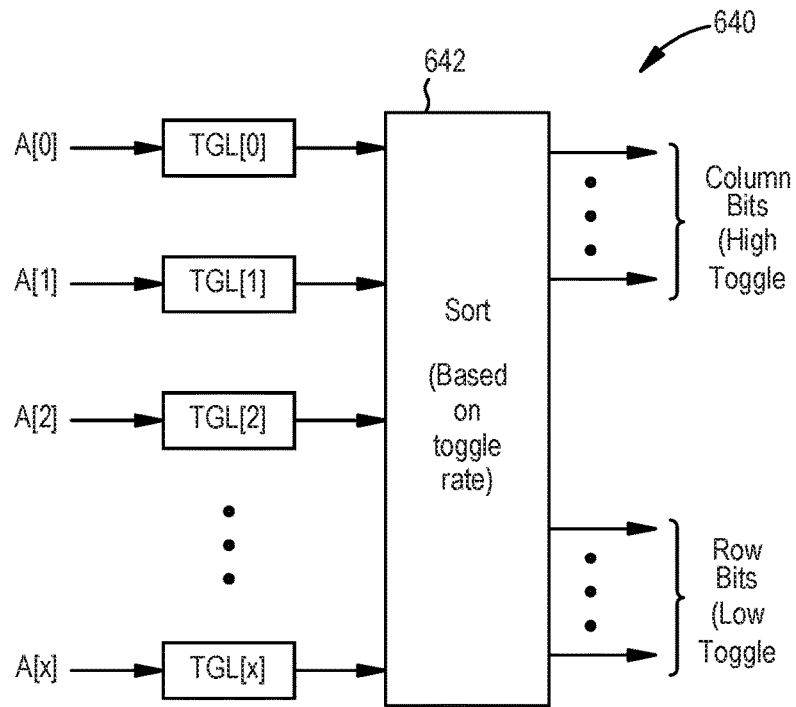 640
642
A[0]
TGL[0]
A[1]
TGL[1]
A[2]
TGL[2]
A[x]
TGL[x]
Sort
(Based
on
toggle
rate)
Column
Bits
(High
Toggle
Row
Bits
(Low
Toggle